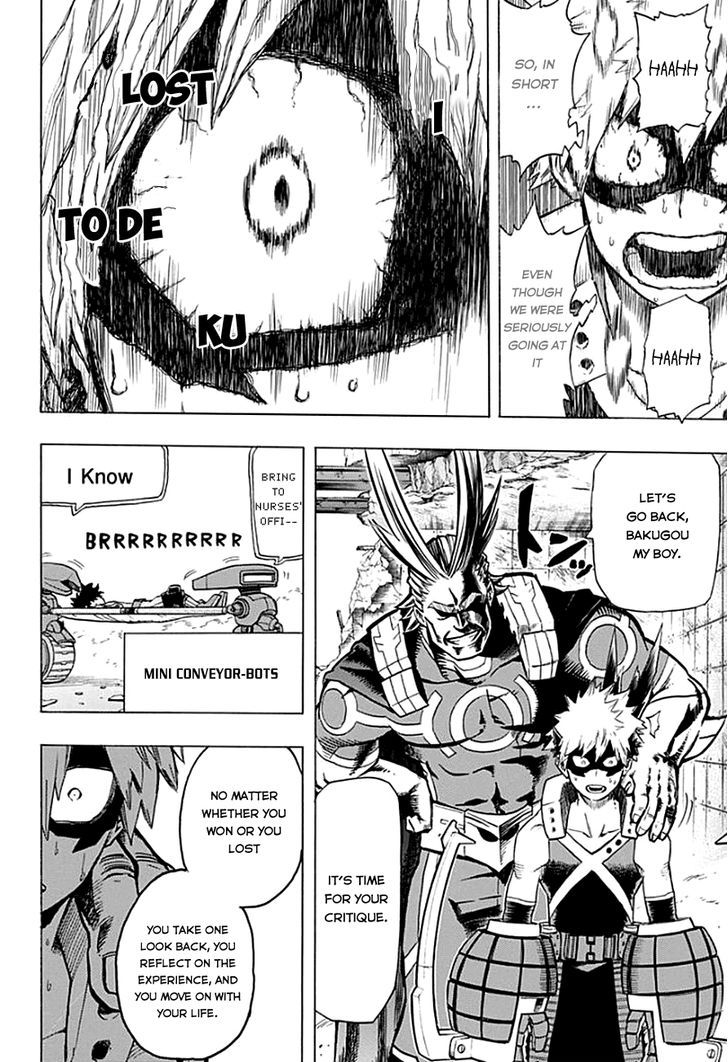 HAAHH
SO, IN
SHORT
...
EVEN
THOUGH
WE WERE
SERIOUSLY
GOING AT
IT
HAAHH
I
LOST
TO DE
KU
LET'S
GO BACK,
BAKUGOU
MY BOY.
ドンッ
IT'S TIME
FOR YOUR
CRITIQUE.
BRING
TO
NURSES'
OFFI--
I Know
BRRRRRRRRRR
MINI CONVEYOR-BOTS
NO MATTER
WHETHER YOU
WON OR YOU
LOST
YOU TAKE ONE
LOOK BACK, YOU
REFLECT ON THE
EXPERIENCE, AND
YOU MOVE ON WITH
YOUR LIFE.